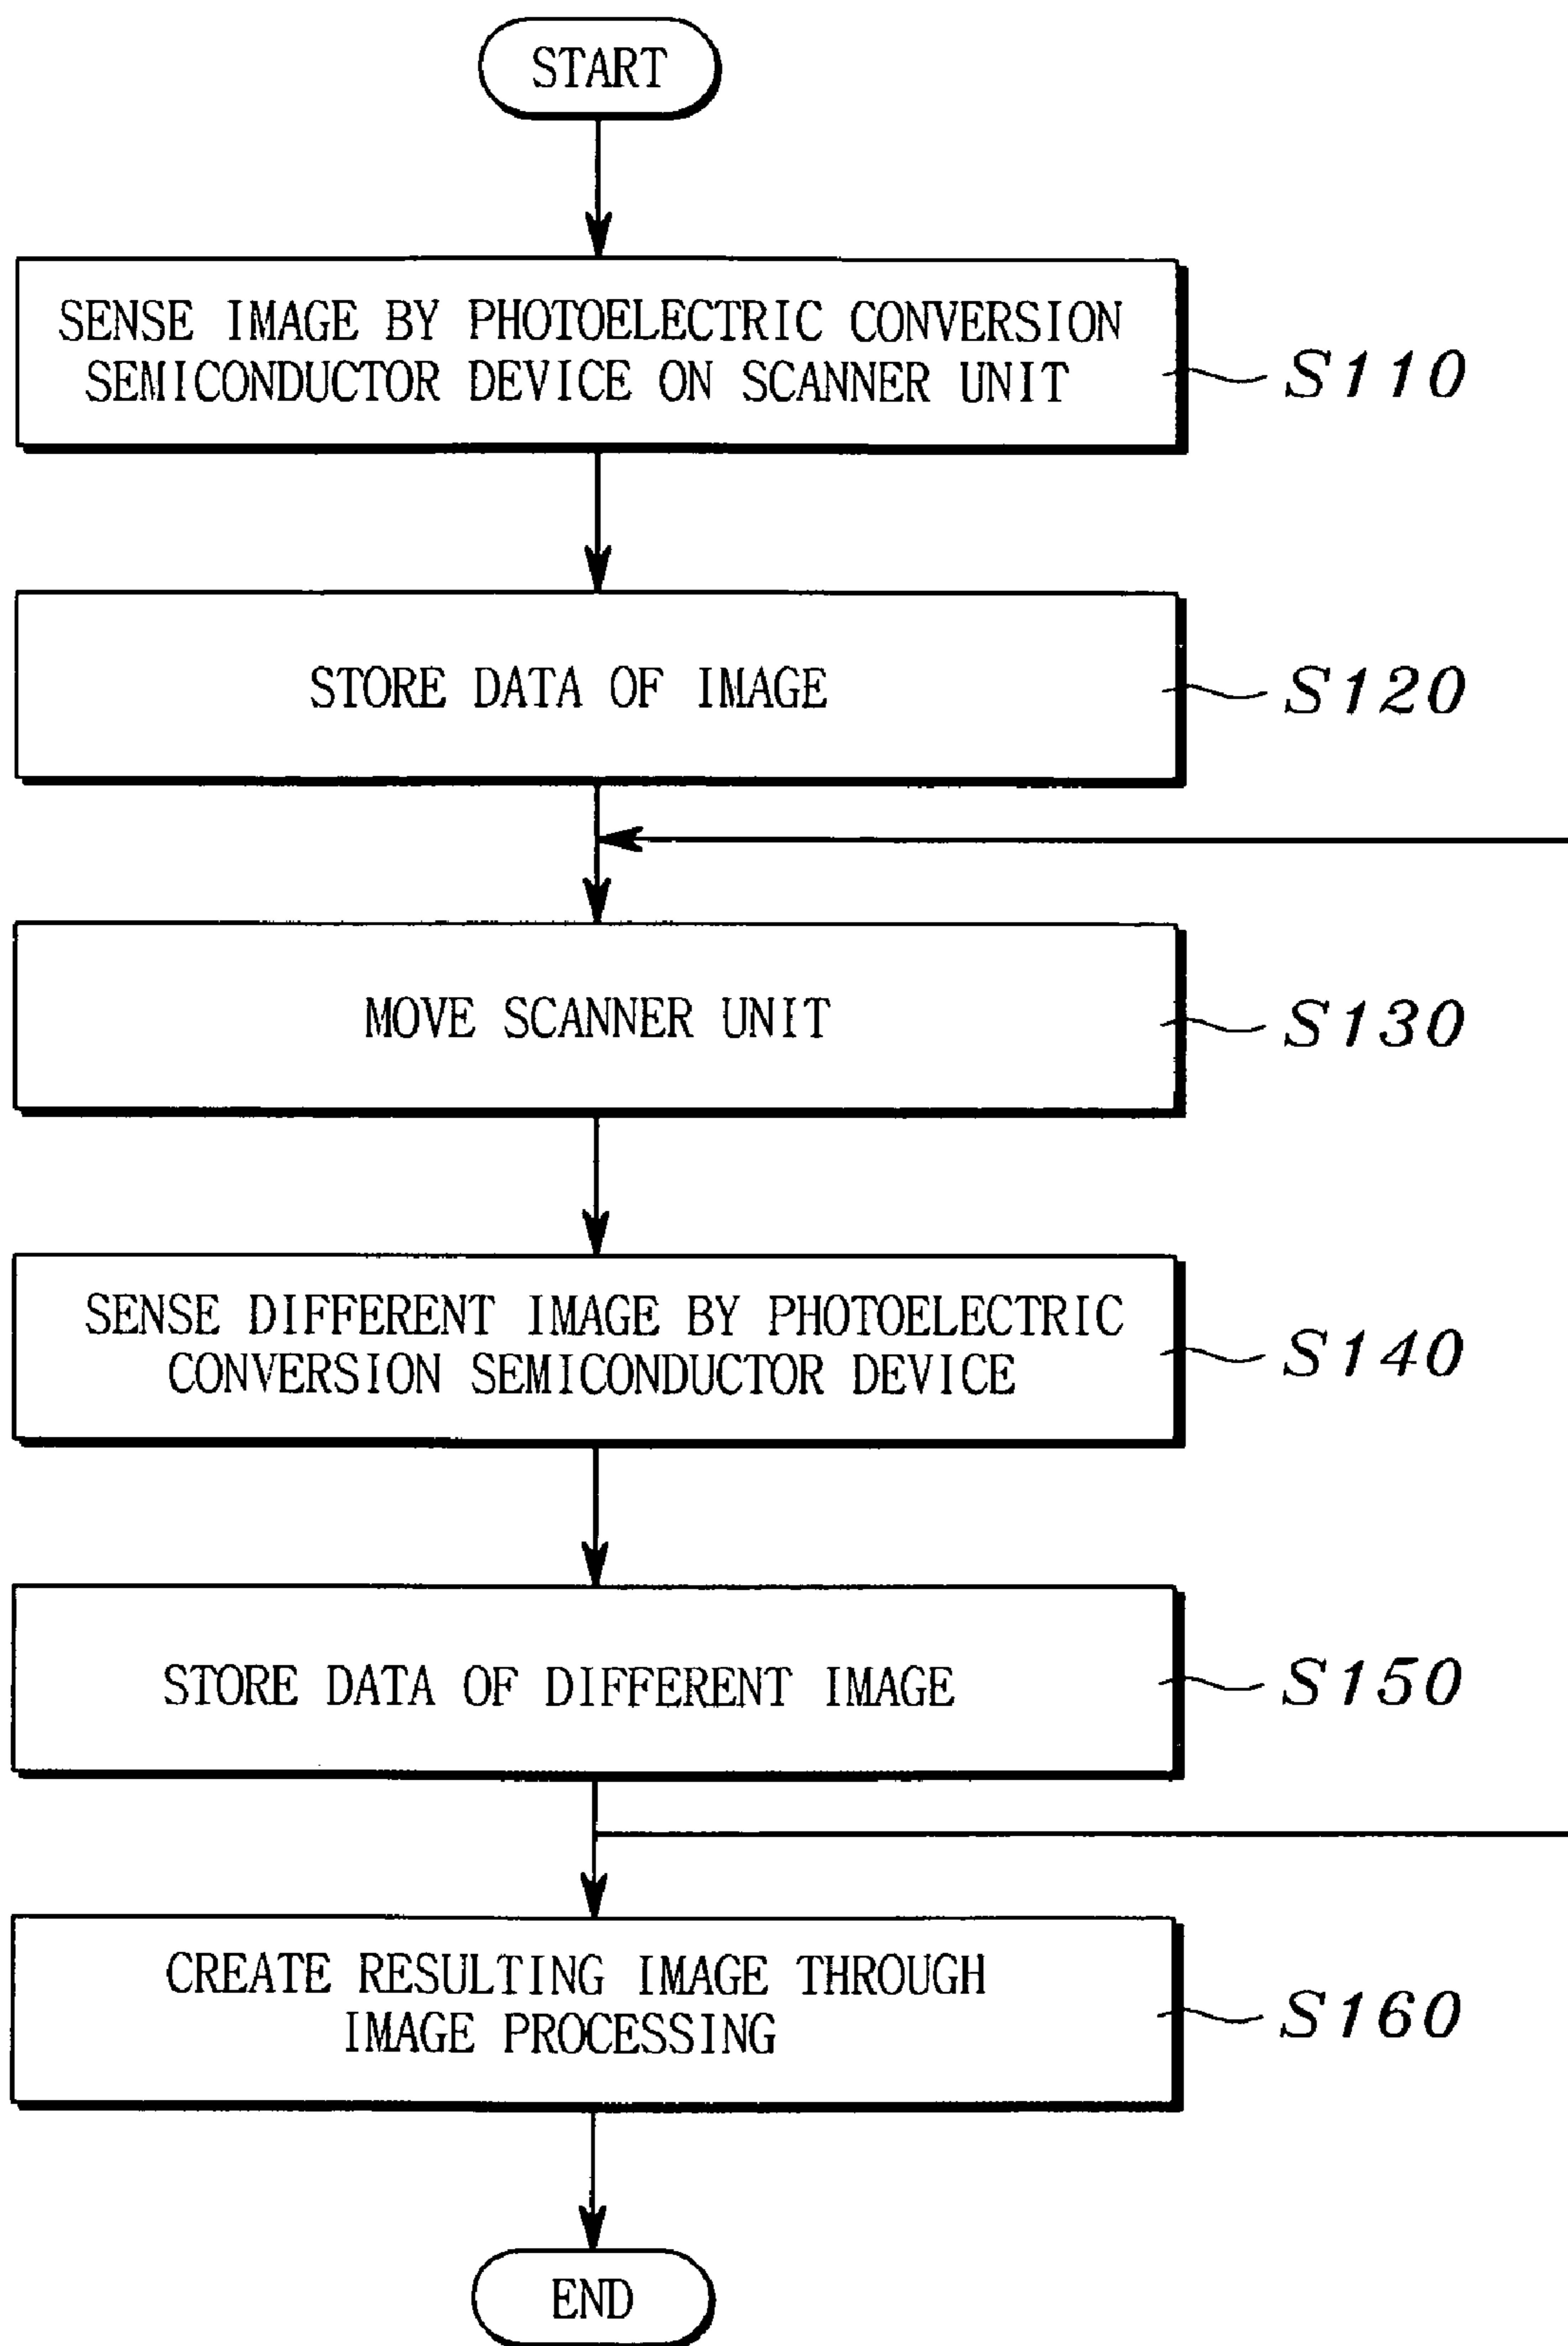 START
SENSE IMAGE BY PHOTOELECTRIC CONVERSION
SEMICONDUCTOR DEVICE ON SCANNER UNIT
S110
STORE DATA OF IMAGE
S120
MOVE SCANNER UNIT
S130
SENSE DIFFERENT IMAGE BY PHOTOELECTRIC
CONVERSION SEMICONDUCTOR DEVICE
S140
STORE DATA OF DIFFERENT IMAGE
S150
CREATE RESULTING IMAGE THROUGH
IMAGE PROCESSING
S160
END